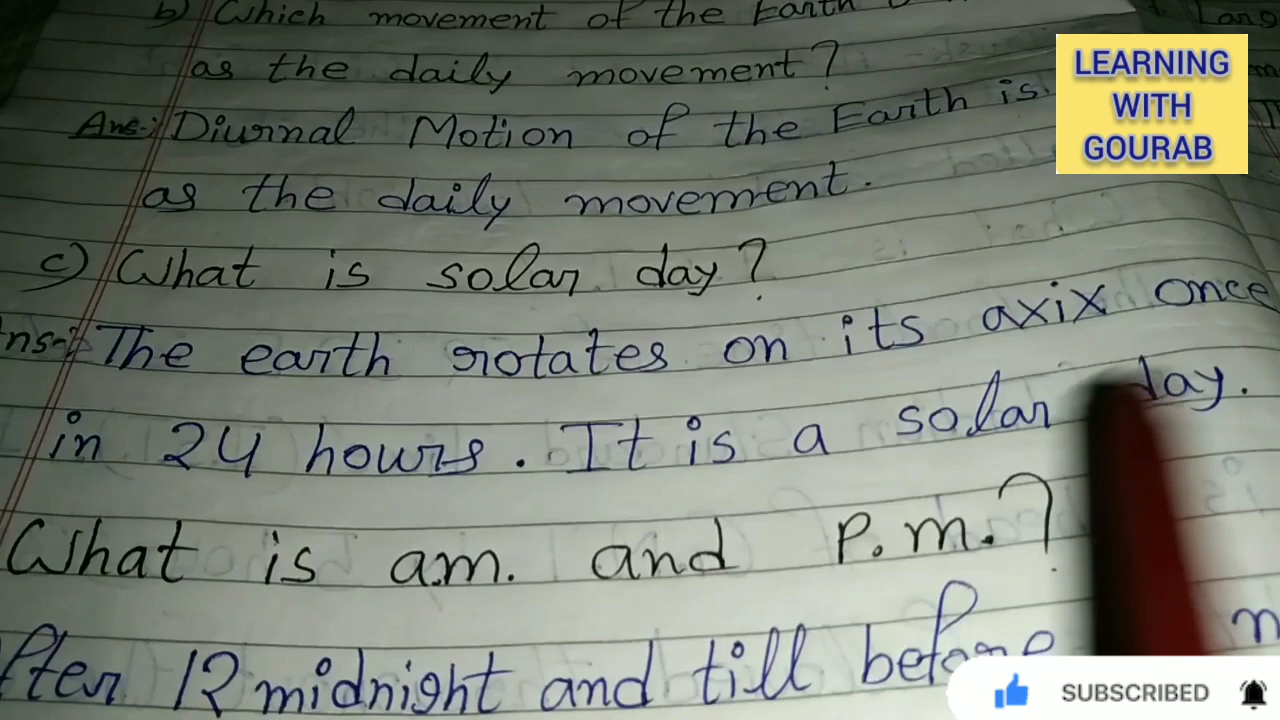 b) Which movement of the Earth
as the daily movement?
Ans:- Diurnal Motion of the Earth is
as the daily movement.
c) What is solar day?
ns:- The earth rotates on its axix once
in 24 hours. It is a solar day.
What is a.m. and p.m.?
fter 12 midnight and till before
LEARNING
WITH
GOURAB
SUBSCRIBED